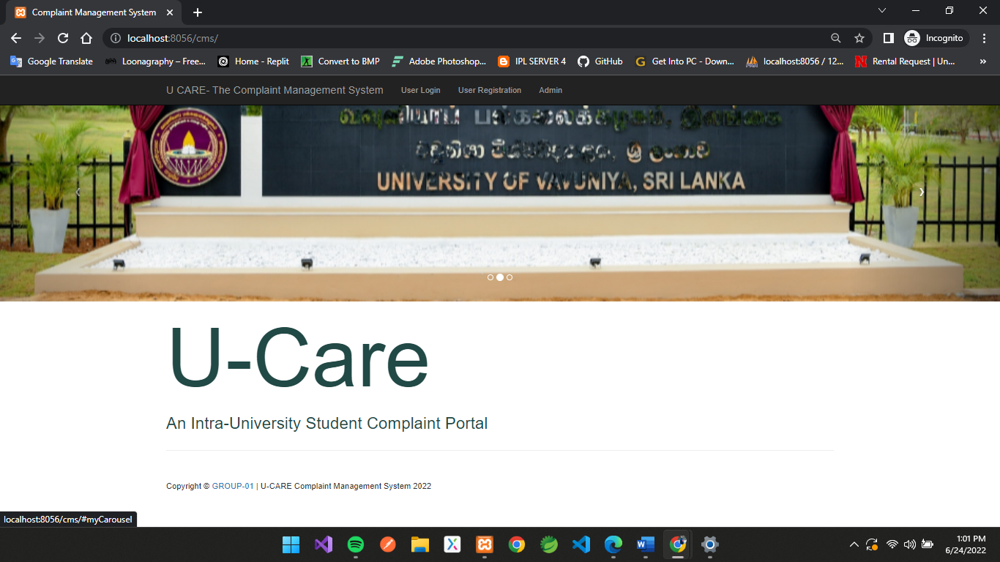 Complaint Management System
localhost:8056/cms/
Incognito
Google Translate
Loonagraphy – Free...
Home - Replit
Convert to BMP
Adobe Photoshop...
IPL SERVER 4
GitHub
Get Into PC - Down...
localhost:8056 / 12...
Rental Request | Un...
U CARE- The Complaint Management System
User Login
User Registration
Admin
பல்கலைக்கழகம், இலங்கை
ශ්‍රී ලංකාව
UNIVERSITY OF VAVUNIYA, SRI LANKA
U-Care
An Intra-University Student Complaint Portal
Copyright © GROUP-01 | U-CARE Complaint Management System 2022
localhost:8056/cms/#myCarousel
1:01 PM
6/24/2022